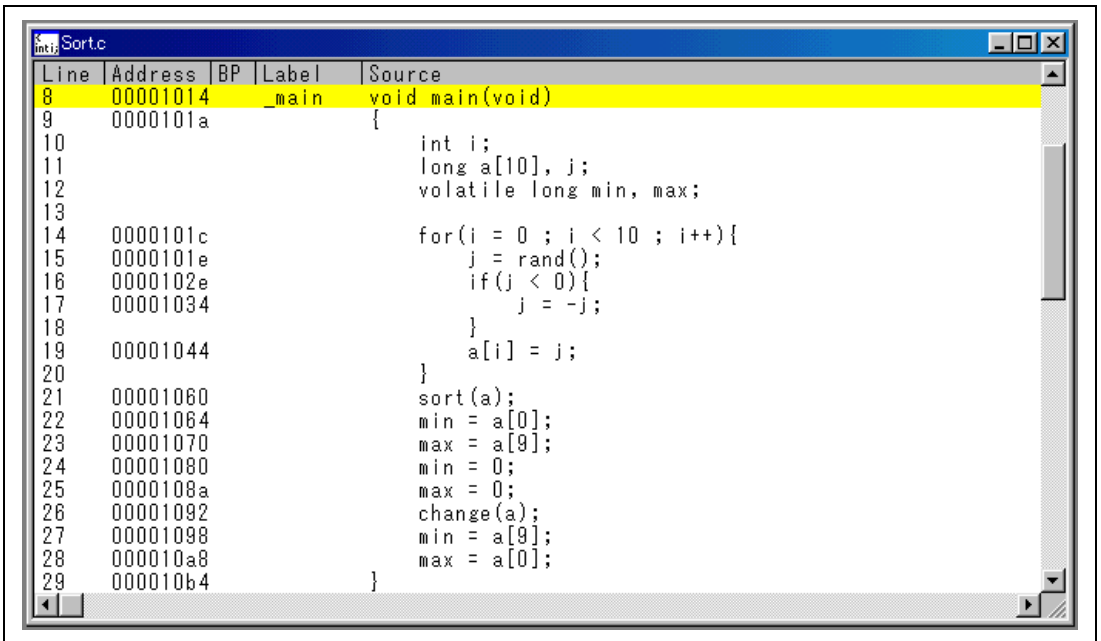 int i; Sort.c
Line Address BP Label Source
8 00001014 _main void main(void)
9 0000101a {
10 int i;
11 long a[10], j;
12 volatile long min, max;
13
14 0000101c for(i = 0 ; i < 10 ; i++){
15 0000101e j = rand();
16 0000102e if(j < 0){
17 00001034 j = -j;
18 }
19 00001044 a[i] = j;
20 }
21 00001060 sort(a);
22 00001064 min = a[0];
23 00001070 max = a[9];
24 00001080 min = 0;
25 0000108a max = 0;
26 00001092 change(a);
27 00001098 min = a[9];
28 000010a8 max = a[0];
29 000010b4 }